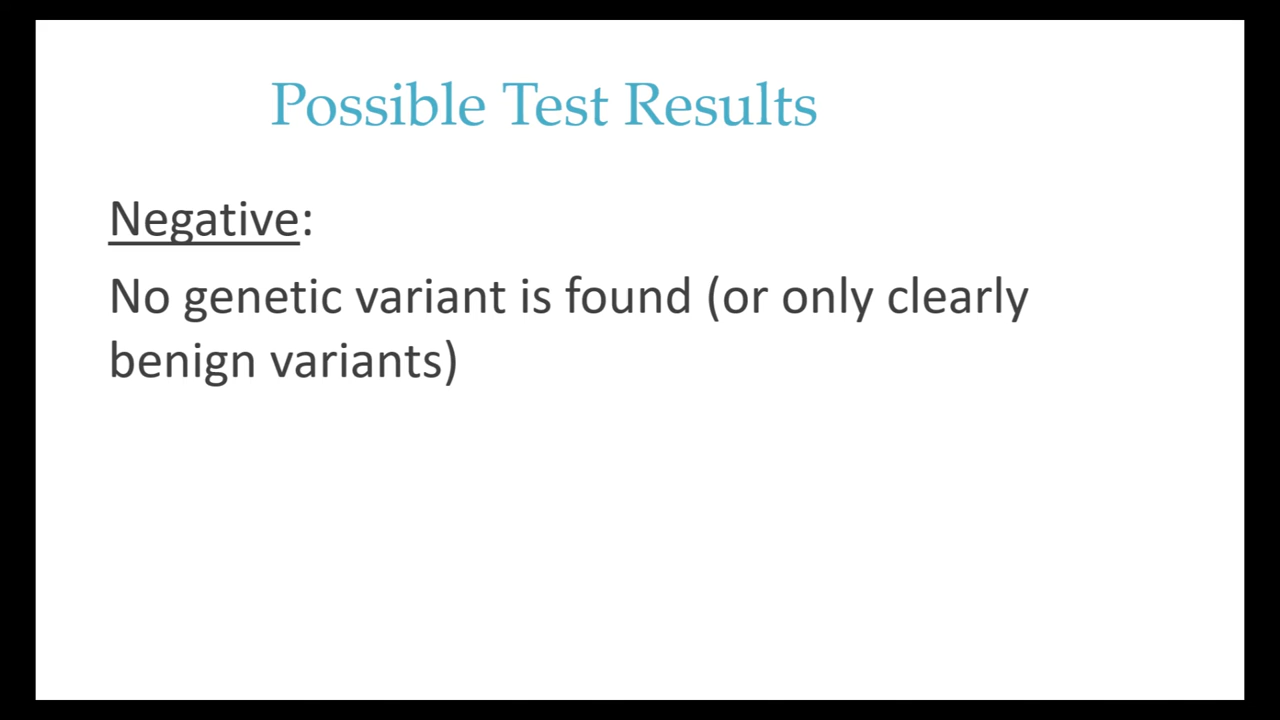 Possible Test Results
Negative:
No genetic variant is found (or only clearly
benign variants)